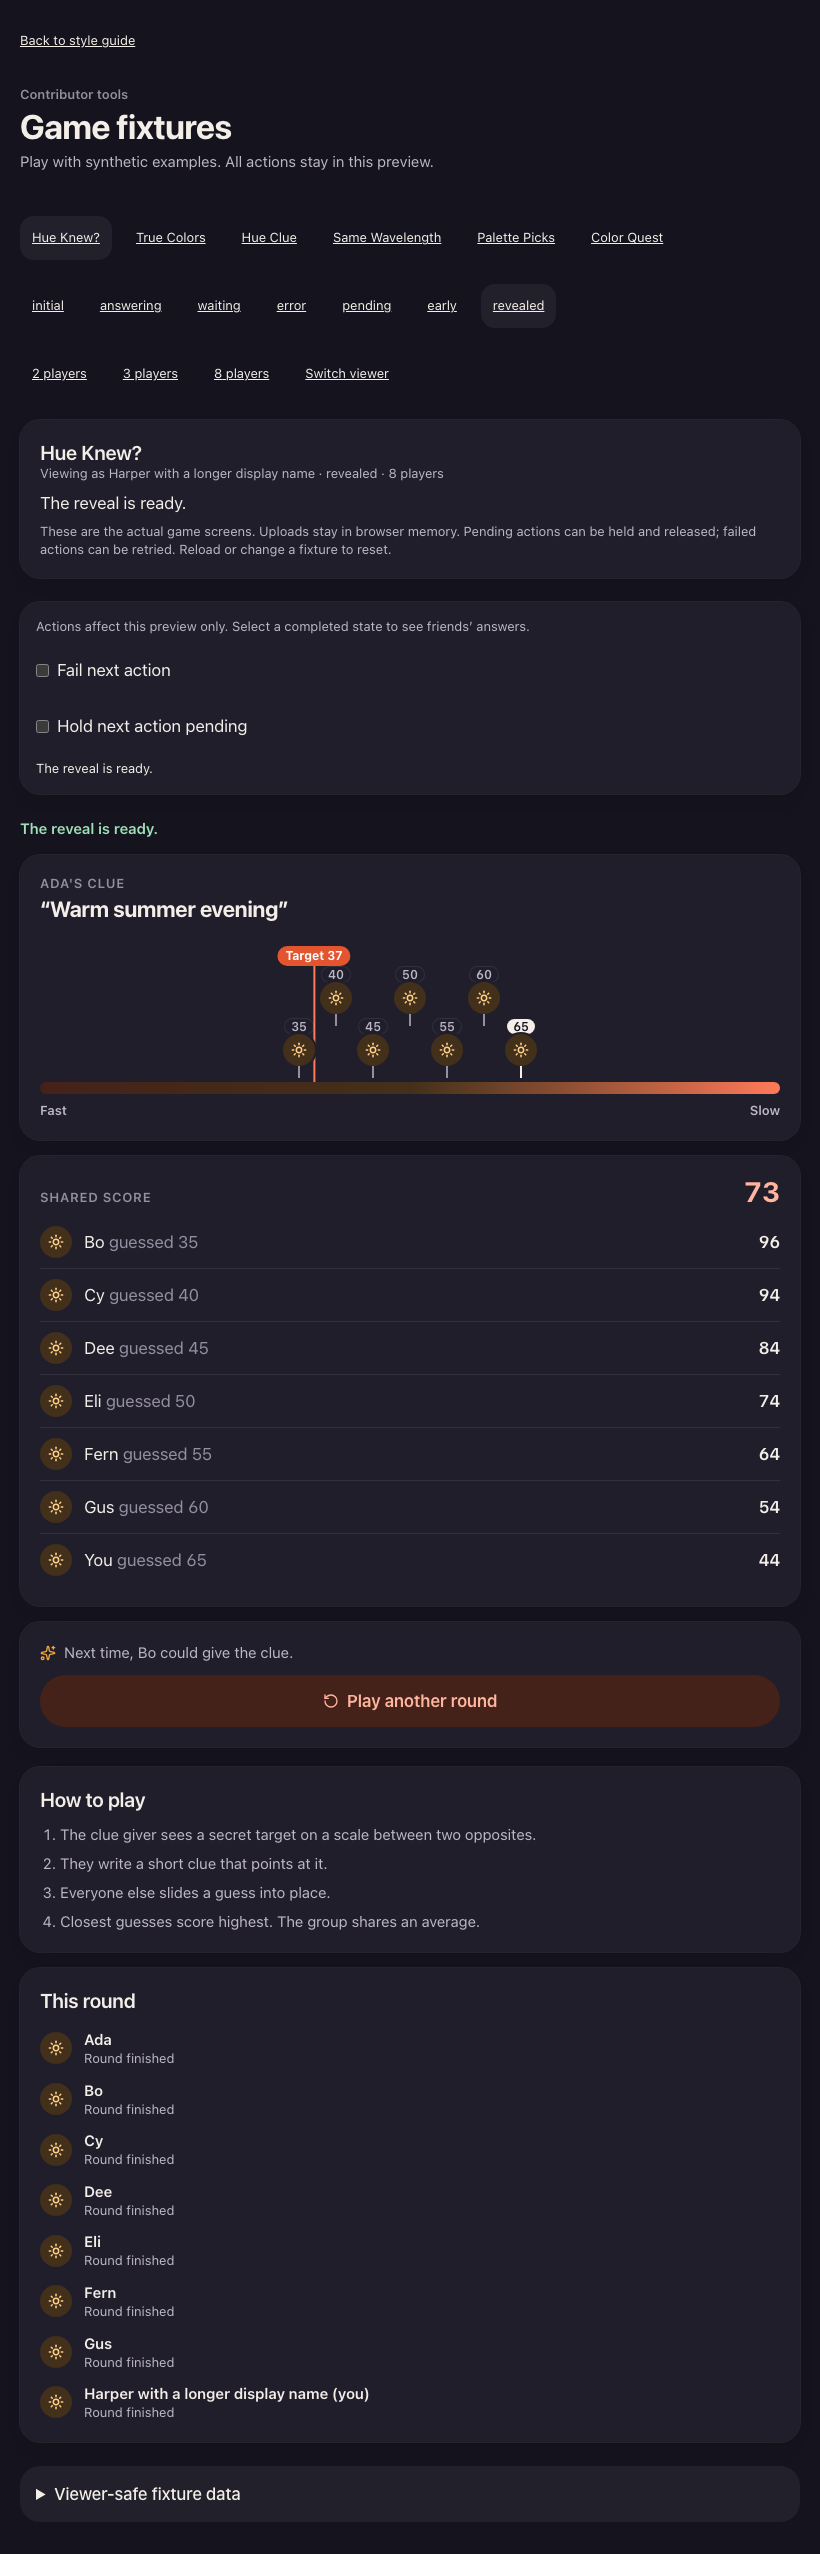 Back to style guide
Contributor tools
Game fixtures
Play with synthetic examples. All actions stay in this preview.
Hue Knew? True Colors Hue Clue Same Wavelength Palette Picks Color Quest
initial answering waiting error pending early revealed
2 players 3 players 8 players Switch viewer
Hue Knew?
Viewing as Harper with a longer display name · revealed · 8 players
The reveal is ready.
These are the actual game screens. Uploads stay in browser memory. Pending actions can be held and released; failed
actions can be retried. Reload or change a fixture to reset.
Actions affect this preview only. Select a completed state to see friends’ answers.
Fail next action
Hold next action pending
The reveal is ready.
The reveal is ready.
ADA'S CLUE
“Warm summer evening”
Target 37
40 50 60
35 45 55 65
Fast Slow
SHARED SCORE 73
Bo guessed 35 96
Cy guessed 40 94
Dee guessed 45 84
Eli guessed 50 74
Fern guessed 55 64
Gus guessed 60 54
You guessed 65 44
Next time, Bo could give the clue.
Play another round
How to play
1. The clue giver sees a secret target on a scale between two opposites.
2. They write a short clue that points at it.
3. Everyone else slides a guess into place.
4. Closest guesses score highest. The group shares an average.
This round
Ada
Round finished
Bo
Round finished
Cy
Round finished
Dee
Round finished
Eli
Round finished
Fern
Round finished
Gus
Round finished
Harper with a longer display name (you)
Round finished
Viewer-safe fixture data